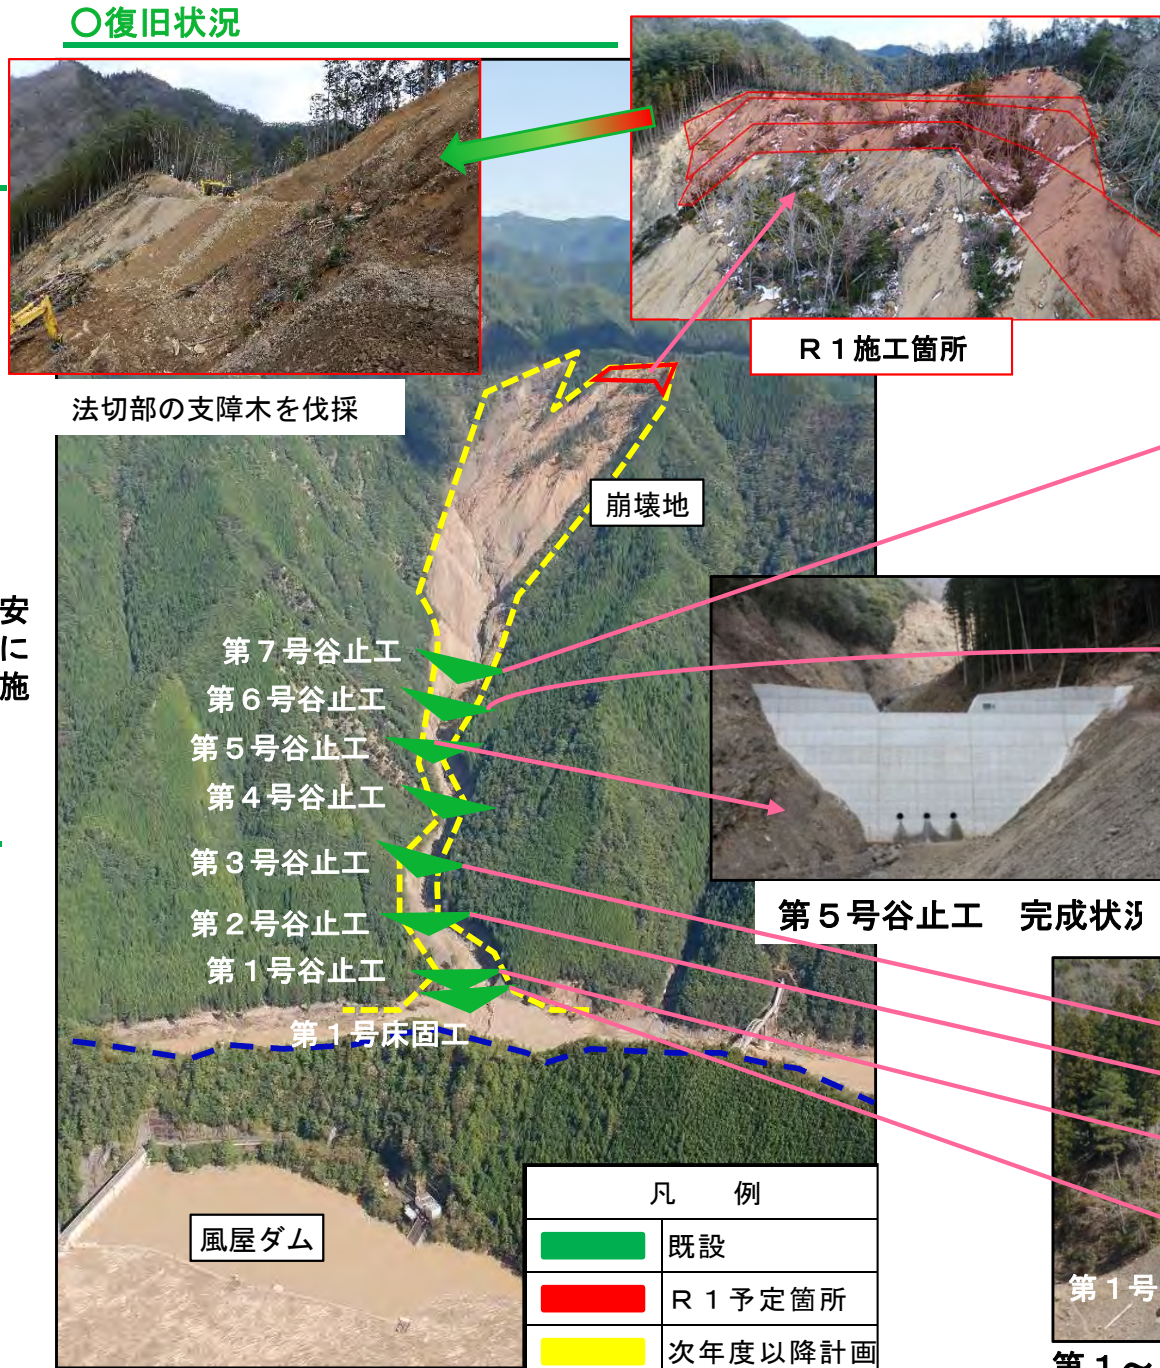 〇復旧状況
R1施工箇所
法切部の支障木を伐採
崩壊地
安
に
施
第7号谷止工
第6号谷止工
第5号谷止工
第4号谷止工
第3号谷止工
第2号谷止工
第1号谷止工
第1号床固工
第5号谷止工　完成状況
風屋ダム
凡　例
既設
R1予定箇所
次年度以降計画
第1号
第1～